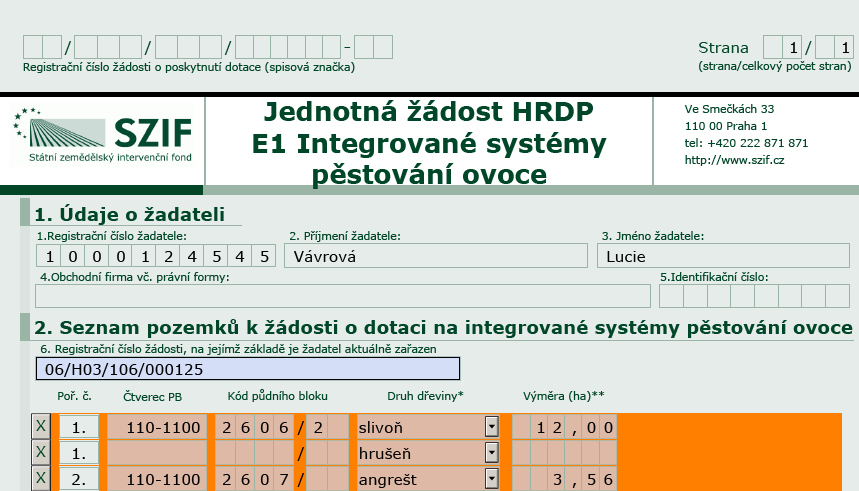 / / / -
Strana 1 / 1
Registrační číslo žádosti o poskytnutí dotace (spisová značka)
(strana/celkový počet stran)
SZIF
Státní zemědělský intervenční fond
Jednotná žádost HRDP
E1 Integrované systémy
pěstování ovoce
Ve Smečkách 33
110 00 Praha 1
tel: +420 222 871 871
http://www.szif.cz
1. Údaje o žadateli
1.Registrační číslo žadatele: 2. Příjmení žadatele: 3. Jméno žadatele:
1 0 0 0 1 2 4 5 4 5 Vávrová Lucie
4.Obchodní firma vč. právní formy: 5.Identifikační číslo:
2. Seznam pozemků k žádosti o dotaci na integrované systémy pěstování ovoce
6. Registrační číslo žádosti, na jejímž základě je žadatel aktuálně zařazen
06/H03/106/000125
Poř. č. Čtverec PB Kód půdního bloku Druh dřeviny* Výměra (ha)**
X 1. 110-1100 2 6 0 6 / 2 slivoň 1 2 , 0 0
X 1. / hrušeň ,
X 2. 110-1100 2 6 0 7 / angrešt 3 , 5 6